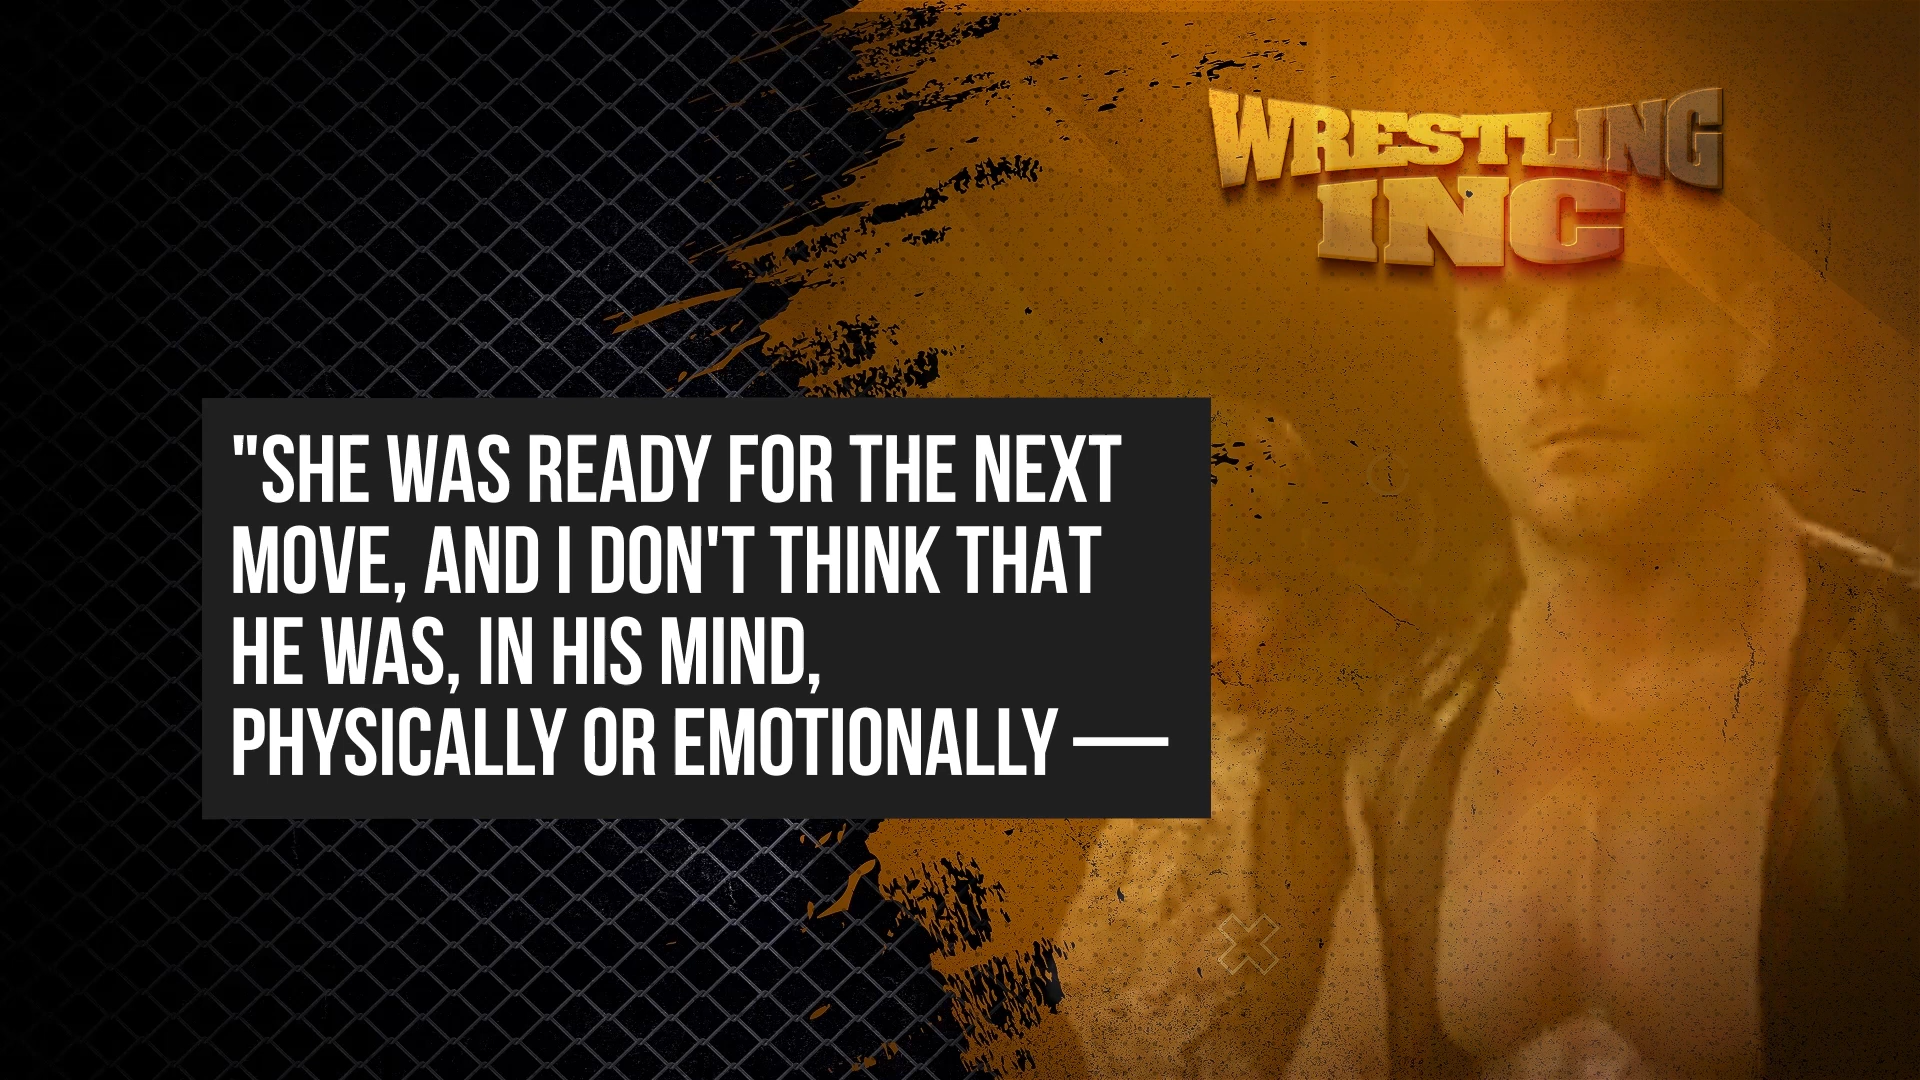 WRESTLING
INC
"SHE WAS READY FOR THE NEXT
MOVE, AND I DON'T THINK THAT
HE WAS, IN HIS MIND,
PHYSICALLY OR EMOTIONALLY —